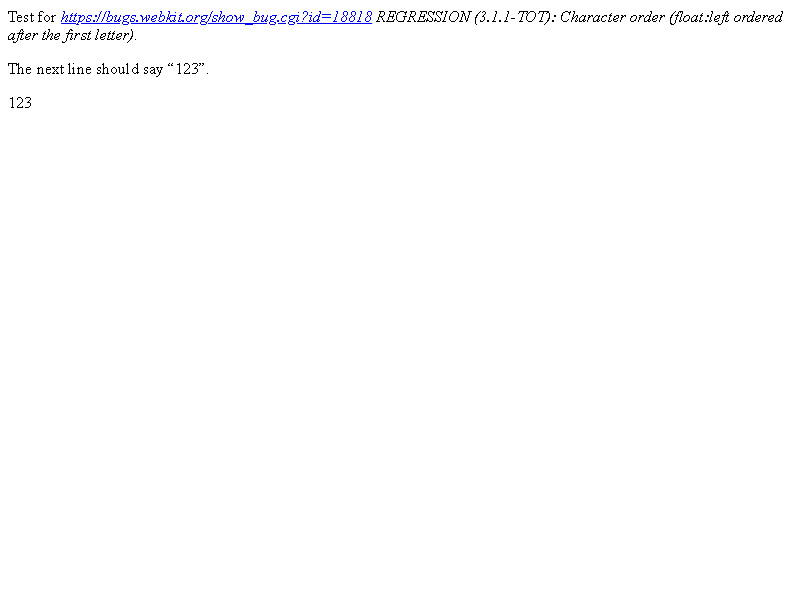 Test for https://bugs.webkit.org/show_bug.cgi?id=18818 REGRESSION (3.1.1-TOT): Character order (float:left ordered
after the first letter).
The next line should say “123”.
123